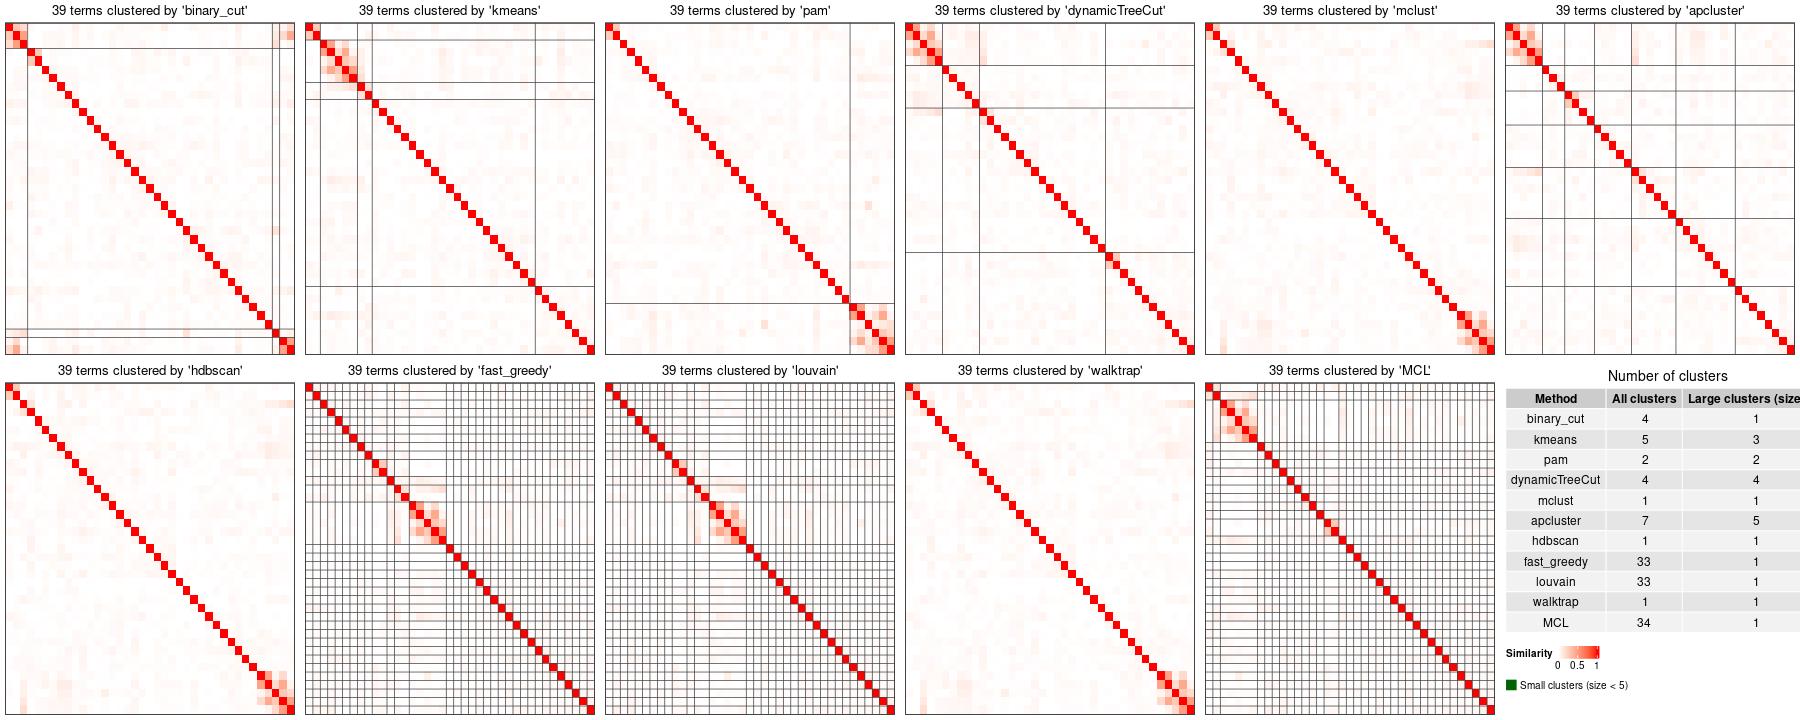 39 terms clustered by 'binary_cut'
39 terms clustered by 'kmeans'
39 terms clustered by 'pam'
39 terms clustered by 'dynamicTreeCut'
39 terms clustered by 'mclust'
39 terms clustered by 'apcluster'
39 terms clustered by 'hdbscan'
39 terms clustered by 'fast_greedy'
39 terms clustered by 'louvain'
39 terms clustered by 'walktrap'
39 terms clustered by 'MCL'
Number of clusters
Method All clusters Large clusters (size
binary_cut 4 1
kmeans 5 3
pam 2 2
dynamicTreeCut 4 4
mclust 1 1
apcluster 7 5
hdbscan 1 1
fast_greedy 33 1
louvain 33 1
walktrap 1 1
MCL 34 1
Similarity
0 0.5 1
Small clusters (size < 5)